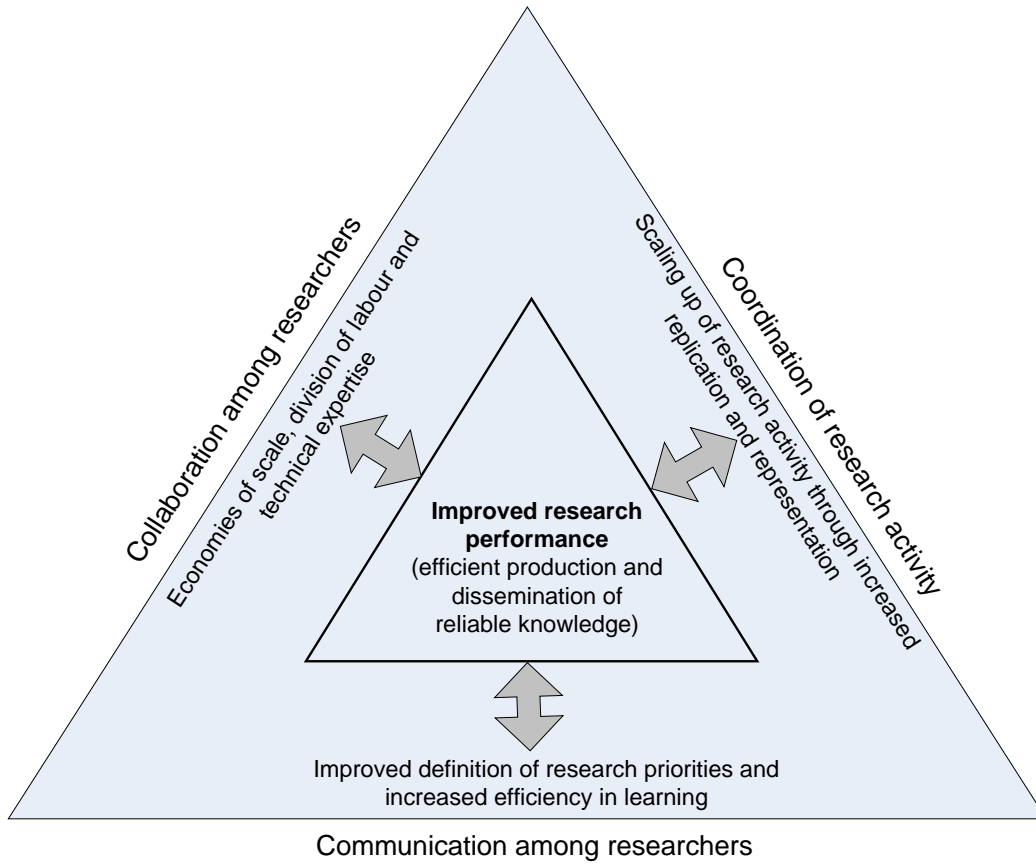 Collaboration among researchers
Economies of scale, division of labour and
technical expertise
Coordination of research activity
Scaling up of research activity through increased
replication and representation
Improved research
performance
(efficient production and
dissemination of
reliable knowledge)
Improved definition of research priorities and
increased efficiency in learning
Communication among researchers